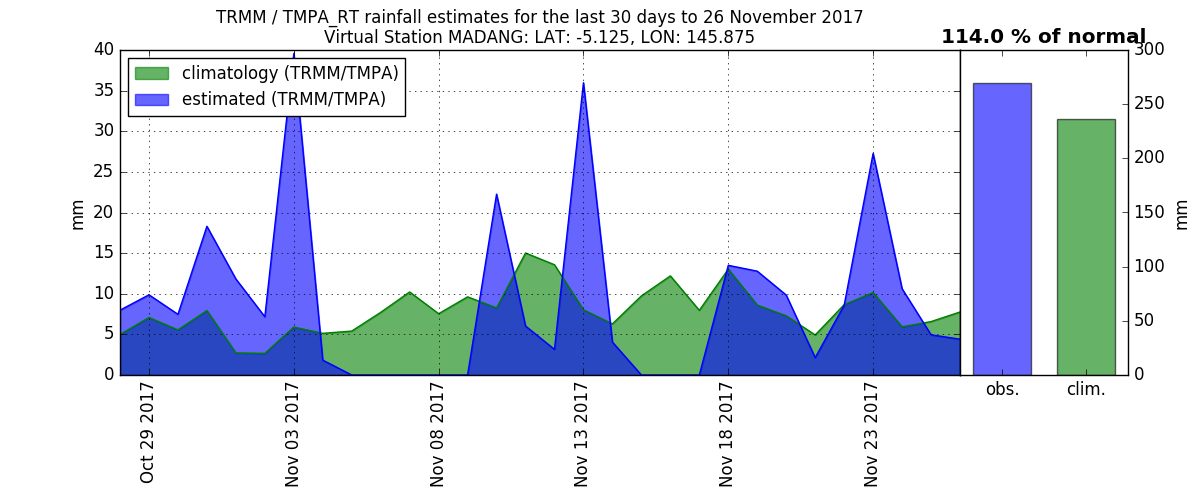 TRMM / TMPA_RT rainfall estimates for the last 30 days to 26 November 2017
Virtual Station MADANG: LAT: -5.125, LON: 145.875
114.0 % of normal
climatology (TRMM/TMPA)
estimated (TRMM/TMPA)
40
35
30
25
20
15
10
5
0
mm
Oct 29 2017
Nov 03 2017
Nov 08 2017
Nov 13 2017
Nov 18 2017
Nov 23 2017
300
250
200
150
100
50
0
mm
obs.
clim.